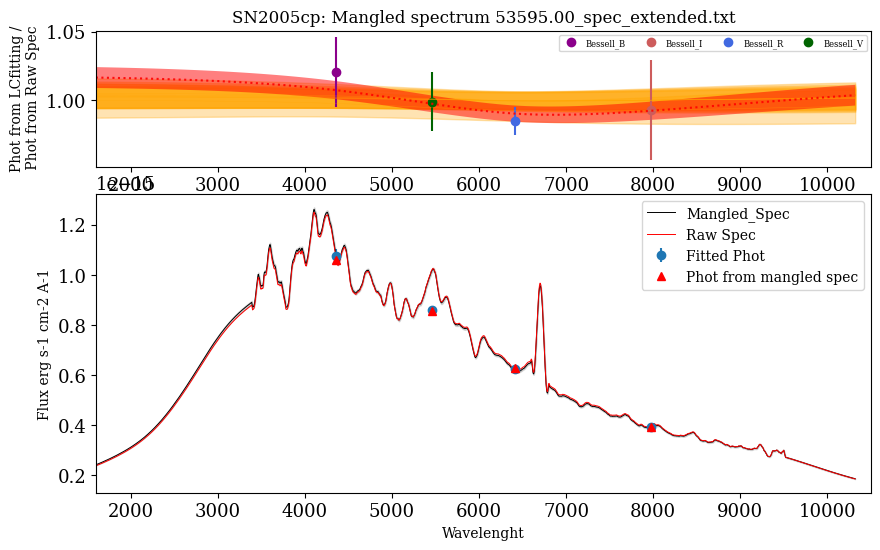 SN2005cp: Mangled spectrum 53595.00_spec_extended.txt
Phot from LCfitting /
Phot from Raw Spec
1.05
1.00
Bessell_B Bessell_I Bessell_R Bessell_V
2000 3000 4000 5000 6000 7000 8000 9000 10000
1e−15
Flux erg s-1 cm-2 A-1
1.2
1.0
0.8
0.6
0.4
0.2
Mangled_Spec
Raw Spec
Fitted Phot
Phot from mangled spec
2000 3000 4000 5000 6000 7000 8000 9000 10000
Wavelenght